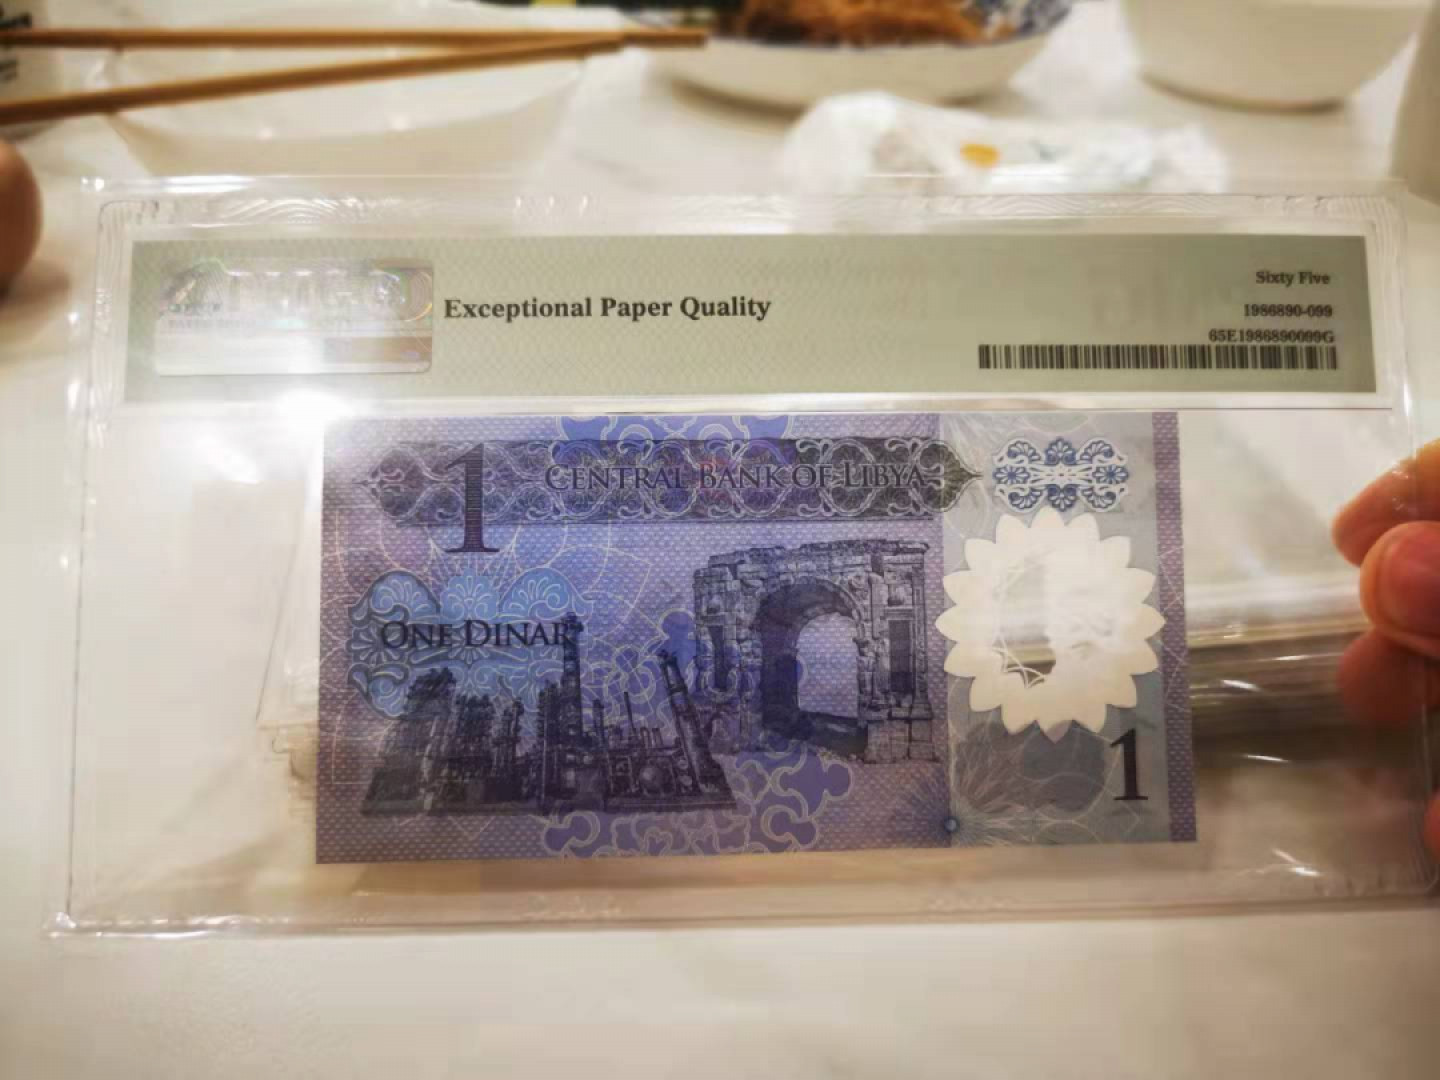 Exceptional Paper Quality
Sixty Five
1986890-099
65E1986890099G
1
CENTRAL BANK OF LIBYA
ONE DINAR
1